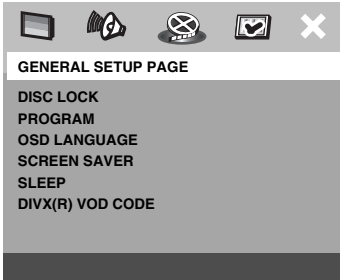 GENERAL SETUP PAGE
DISC LOCK
PROGRAM
OSD LANGUAGE
SCREEN SAVER
SLEEP
DIVX(R) VOD CODE